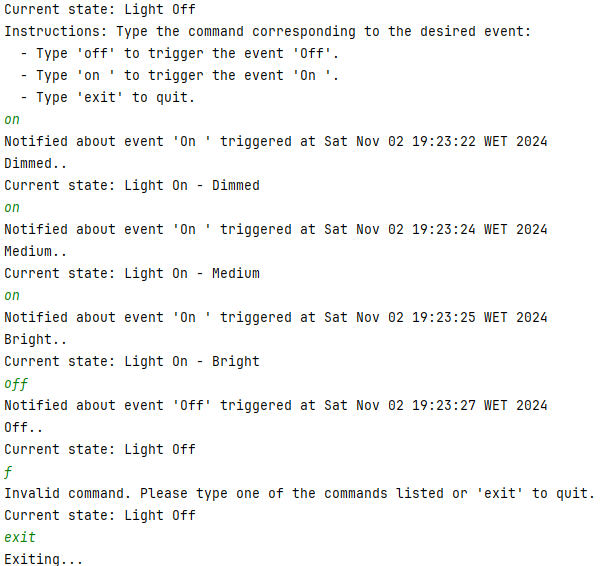 Current state: Light Off
Instructions: Type the command corresponding to the desired event:
  - Type 'off' to trigger the event 'Off'.
  - Type 'on ' to trigger the event 'On '.
  - Type 'exit' to quit.
on
Notified about event 'On ' triggered at Sat Nov 02 19:23:22 WET 2024
Dimmed..
Current state: Light On - Dimmed
on
Notified about event 'On ' triggered at Sat Nov 02 19:23:24 WET 2024
Medium..
Current state: Light On - Medium
on
Notified about event 'On ' triggered at Sat Nov 02 19:23:25 WET 2024
Bright..
Current state: Light On - Bright
off
Notified about event 'Off' triggered at Sat Nov 02 19:23:27 WET 2024
Off..
Current state: Light Off
f
Invalid command. Please type one of the commands listed or 'exit' to quit.
Current state: Light Off
exit
Exiting...